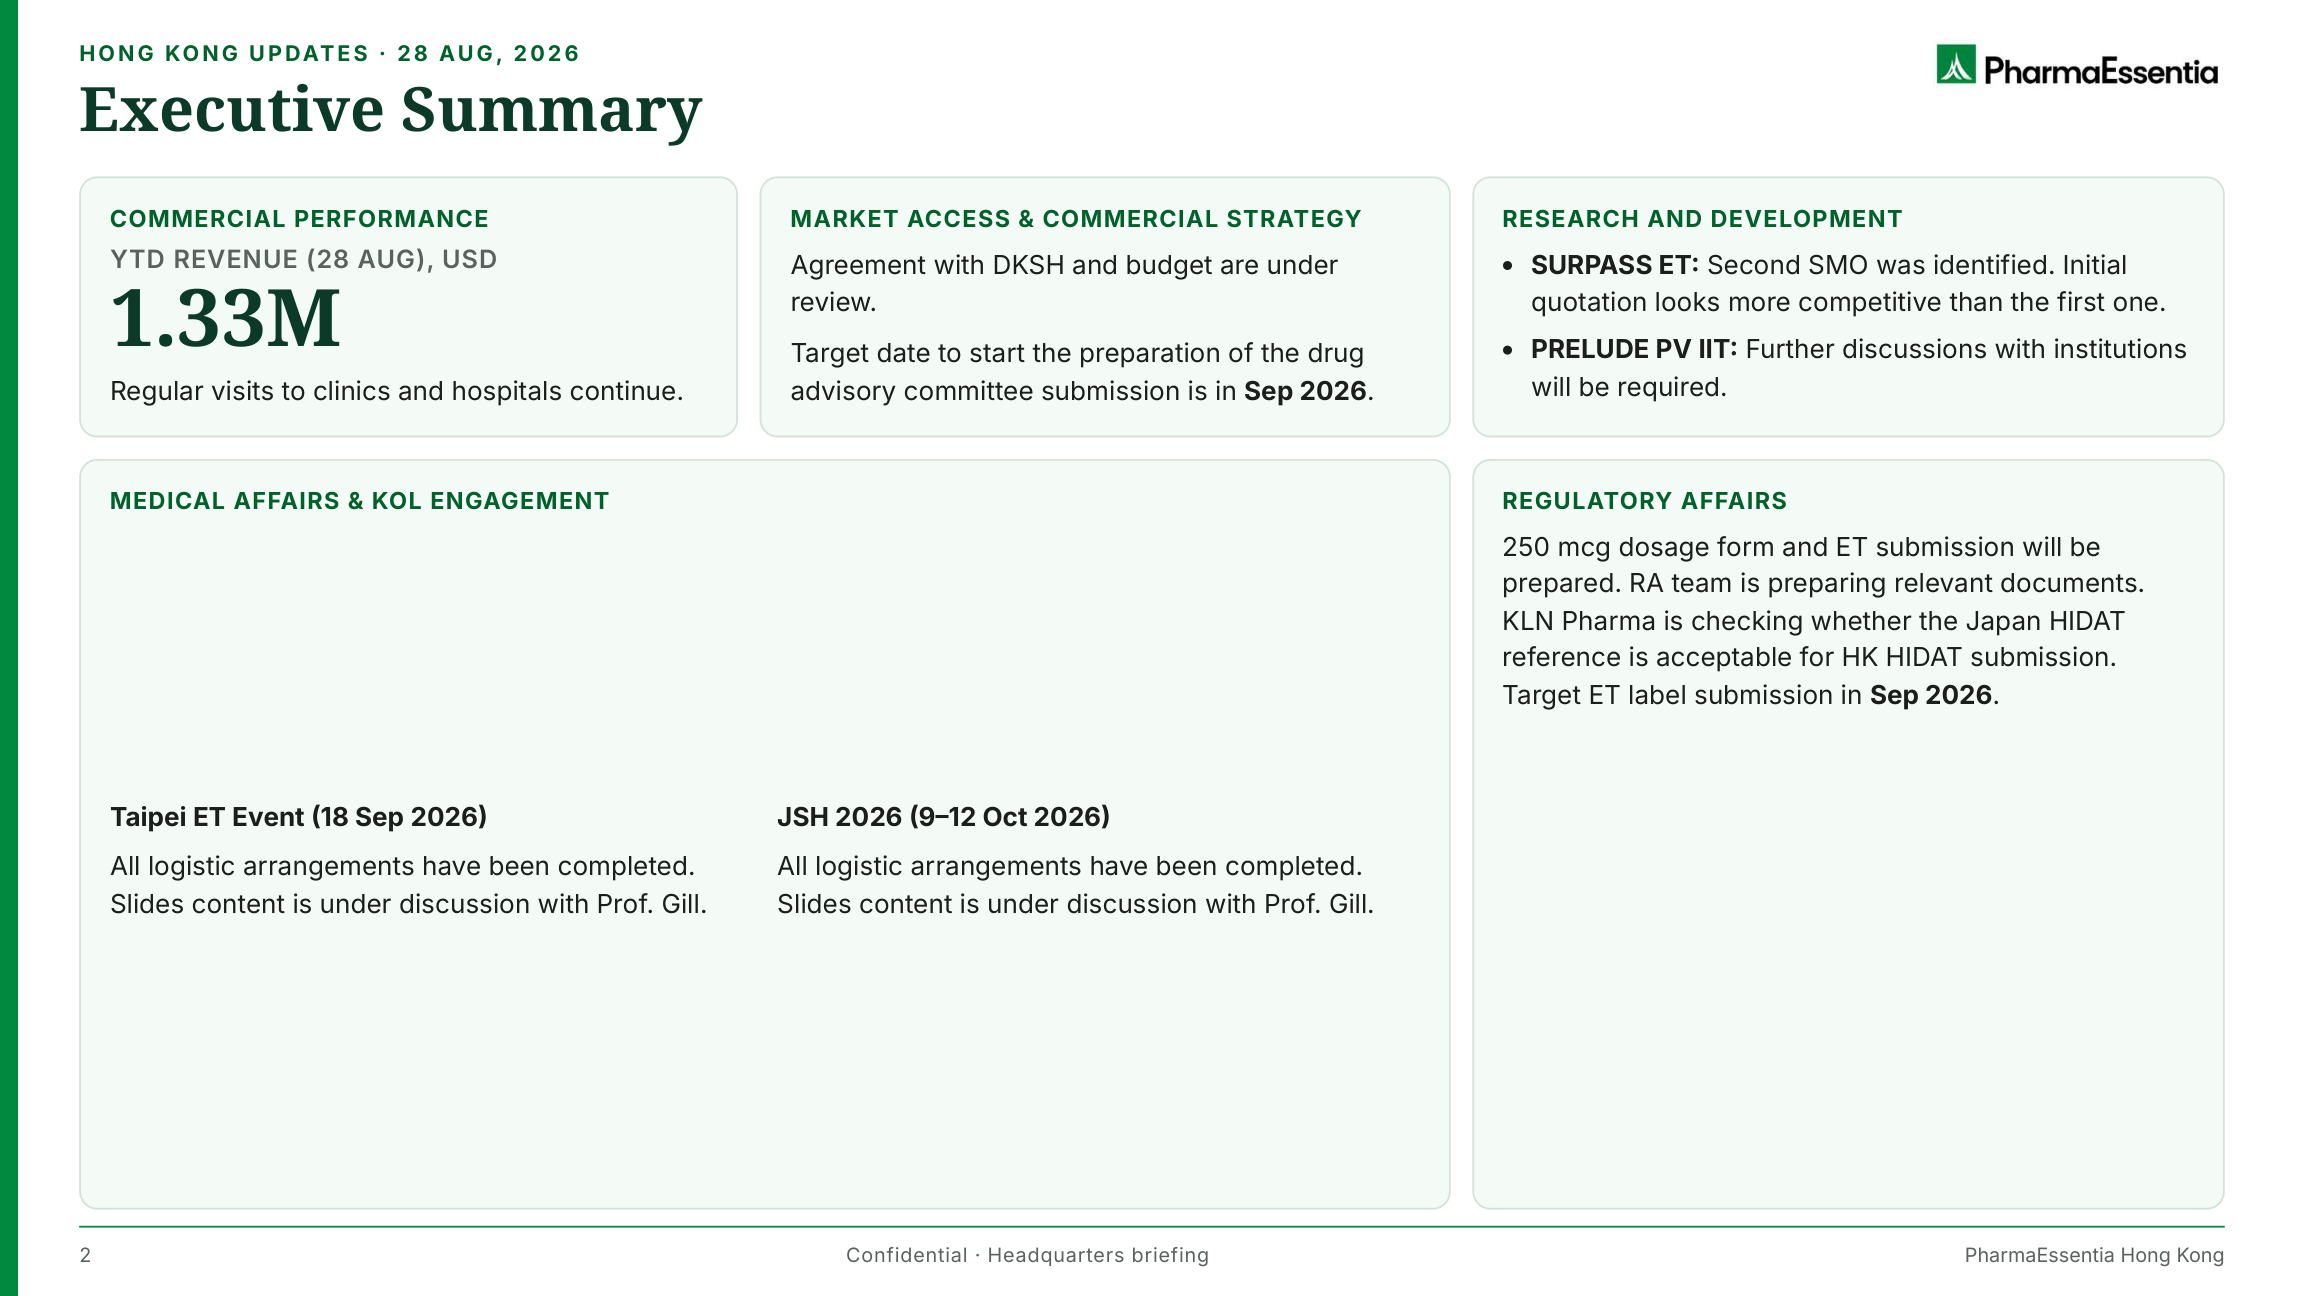 HONG KONG UPDATES · 28 AUG, 2026
Executive Summary
PharmaEssentia
COMMERCIAL PERFORMANCE
YTD REVENUE (28 AUG), USD
1.33M
Regular visits to clinics and hospitals continue.
MARKET ACCESS & COMMERCIAL STRATEGY
Agreement with DKSH and budget are under
review.
Target date to start the preparation of the drug
advisory committee submission is in Sep 2026.
RESEARCH AND DEVELOPMENT
• SURPASS ET: Second SMO was identified. Initial
quotation looks more competitive than the first one.
• PRELUDE PV IIT: Further discussions with institutions
will be required.
MEDICAL AFFAIRS & KOL ENGAGEMENT
Taipei ET Event (18 Sep 2026)
All logistic arrangements have been completed.
Slides content is under discussion with Prof. Gill.
JSH 2026 (9–12 Oct 2026)
All logistic arrangements have been completed.
Slides content is under discussion with Prof. Gill.
REGULATORY AFFAIRS
250 mcg dosage form and ET submission will be
prepared. RA team is preparing relevant documents.
KLN Pharma is checking whether the Japan HIDAT
reference is acceptable for HK HIDAT submission.
Target ET label submission in Sep 2026.
2
Confidential · Headquarters briefing
PharmaEssentia Hong Kong